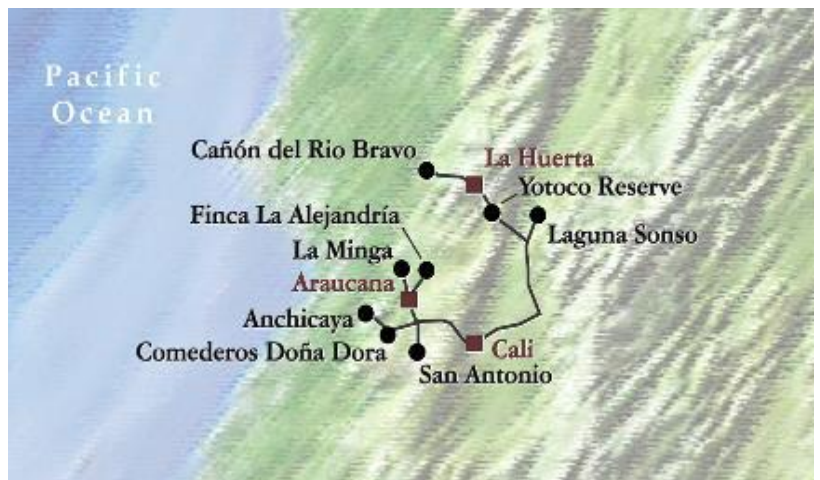 Pacific
Ocean
Cañón del Rio Bravo
La Huerta
Yotoco Reserve
Finca La Alejandría
Laguna Sonso
La Minga
Araucana
Anchicaya
Comederos Doña Dora
Cali
San Antonio